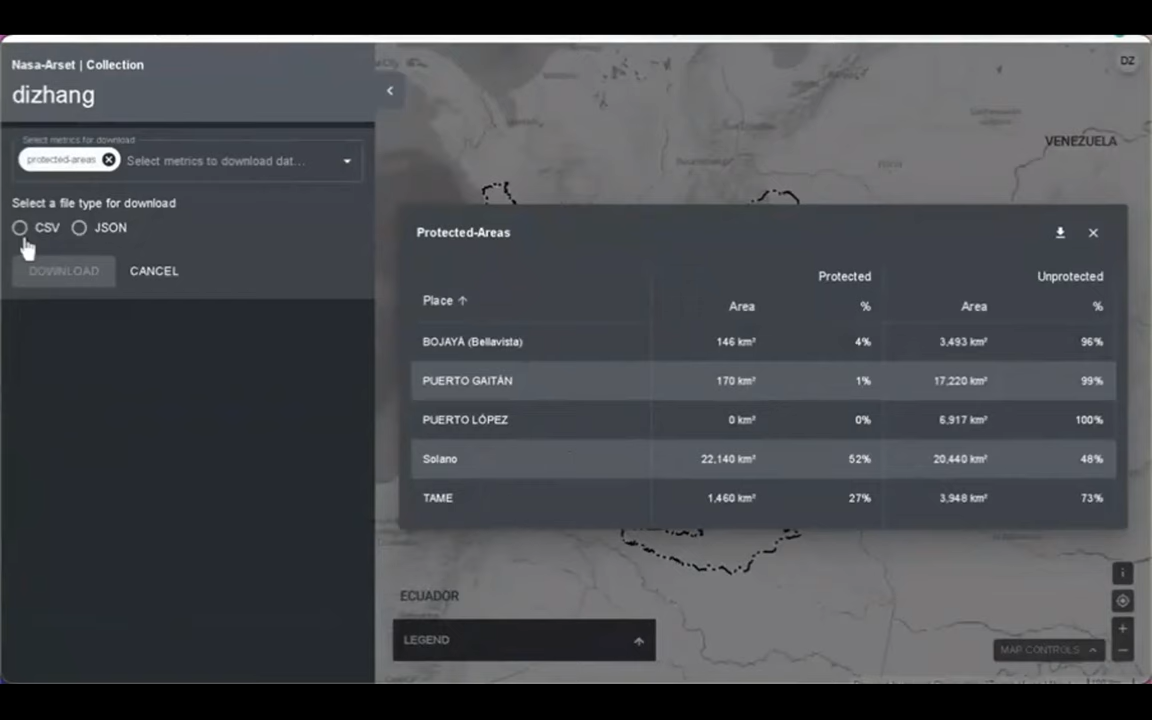 Nasa-Arset | Collection
dizhang
Select metrics for download
protected-areas
Select metrics to download dat...
Select a file type for download
CSV
JSON
DOWNLOAD
CANCEL
DZ
VENEZUELA
Protected-Areas
Protected
Unprotected
Place
Area
%
Area
%
BOJAYÁ (Bellavista) 146 km² 4% 3,493 km² 96%
PUERTO GAITÁN 170 km² 1% 17,220 km² 99%
PUERTO LÓPEZ 0 km² 0% 6,917 km² 100%
Solano 22,140 km² 52% 20,440 km² 48%
TAME 1,460 km² 27% 3,948 km² 73%
ECUADOR
LEGEND
MAP CONTROLS